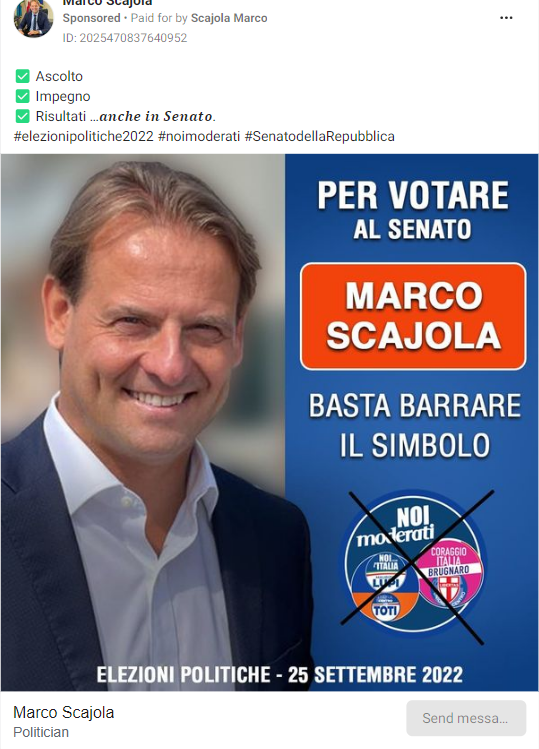 Marco Scajola
Sponsored • Paid for by Scajola Marco
ID: 2025470837640952
✅ Ascolto
✅ Impegno
✅ Risultati ...anche in Senato.
#elezionipolitiche2022 #noimoderati #SenatodellaRepubblica
PER VOTARE
AL SENATO
MARCO
SCAJOLA
BASTA BARRARE
IL SIMBOLO
NOI
moderati
NOI
L'ITALIA
LUPI
TOTI
CORAGGIO
ITALIA
BRUGNARO
LIBERTAS
ELEZIONI POLITICHE - 25 SETTEMBRE 2022
Marco Scajola
Politician
Send messa...